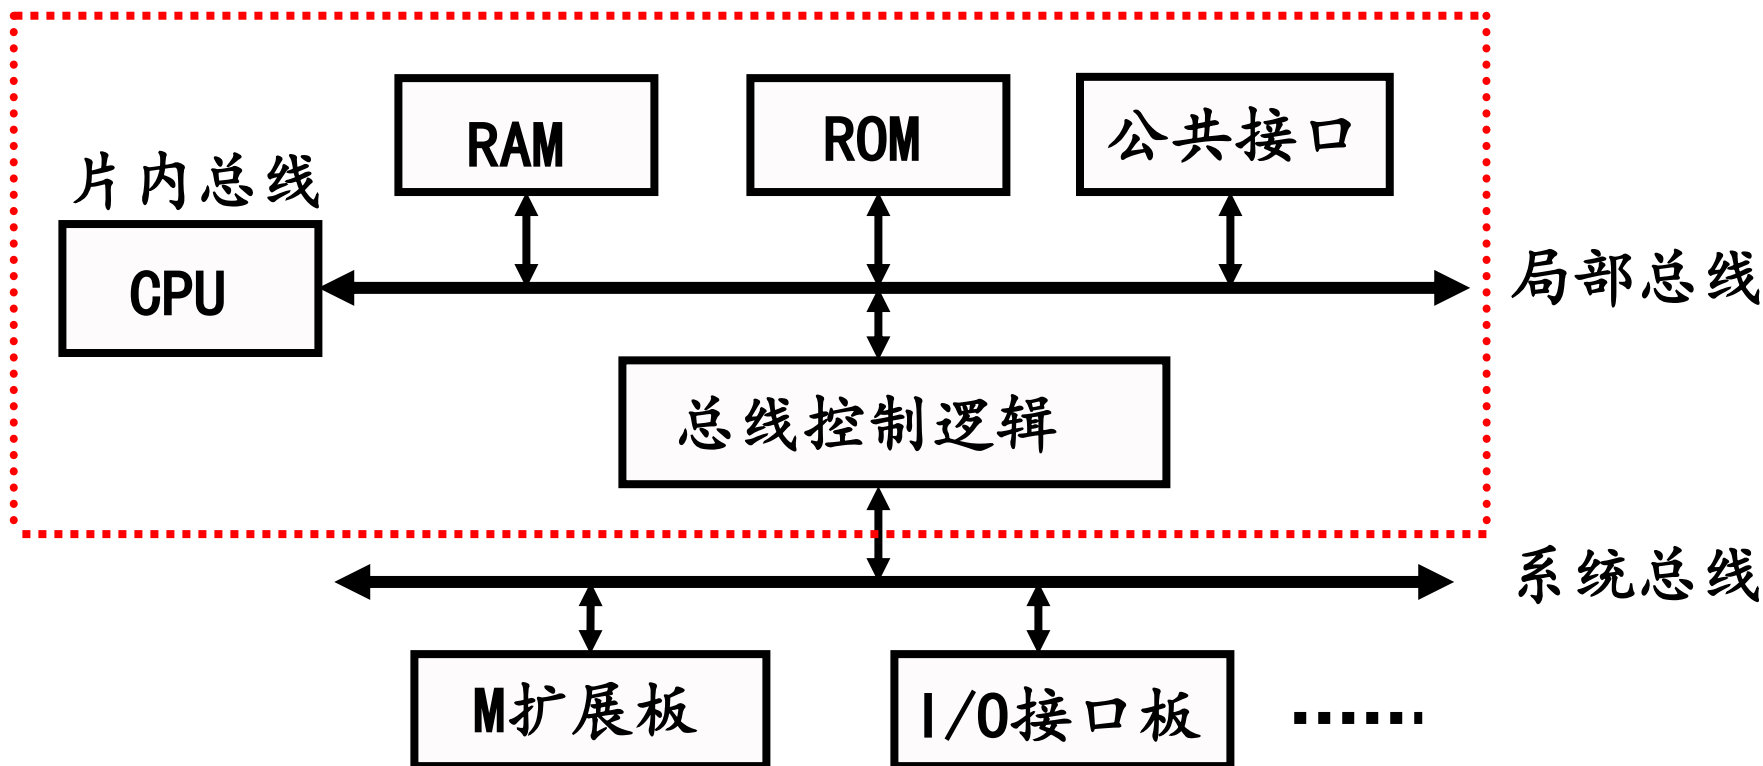 RAM
ROM
公共接口
片内总线
CPU
局部总线
总线控制逻辑
系统总线
M扩展板
I/O接口板
······